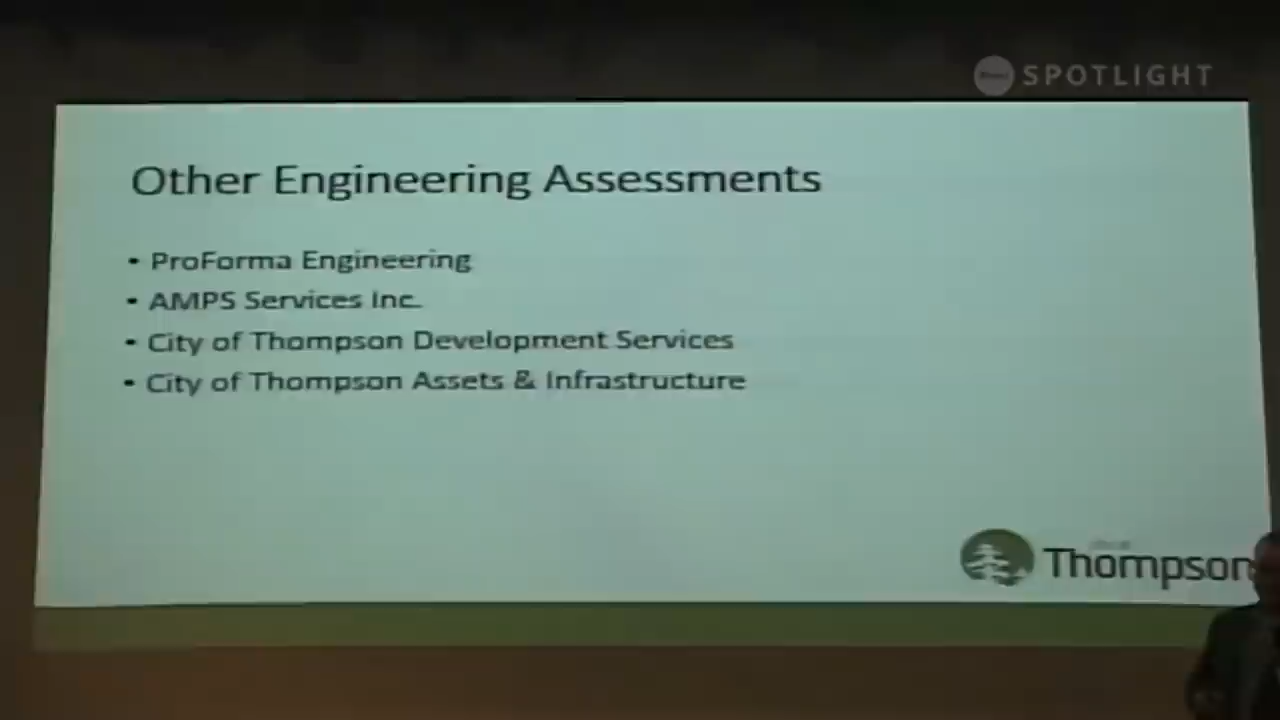 SPOTLIGHT
Other Engineering Assessments
• ProForma Engineering
• AMPS Services Inc.
• City of Thompson Development Services
• City of Thompson Assets & Infrastructure
Thompson